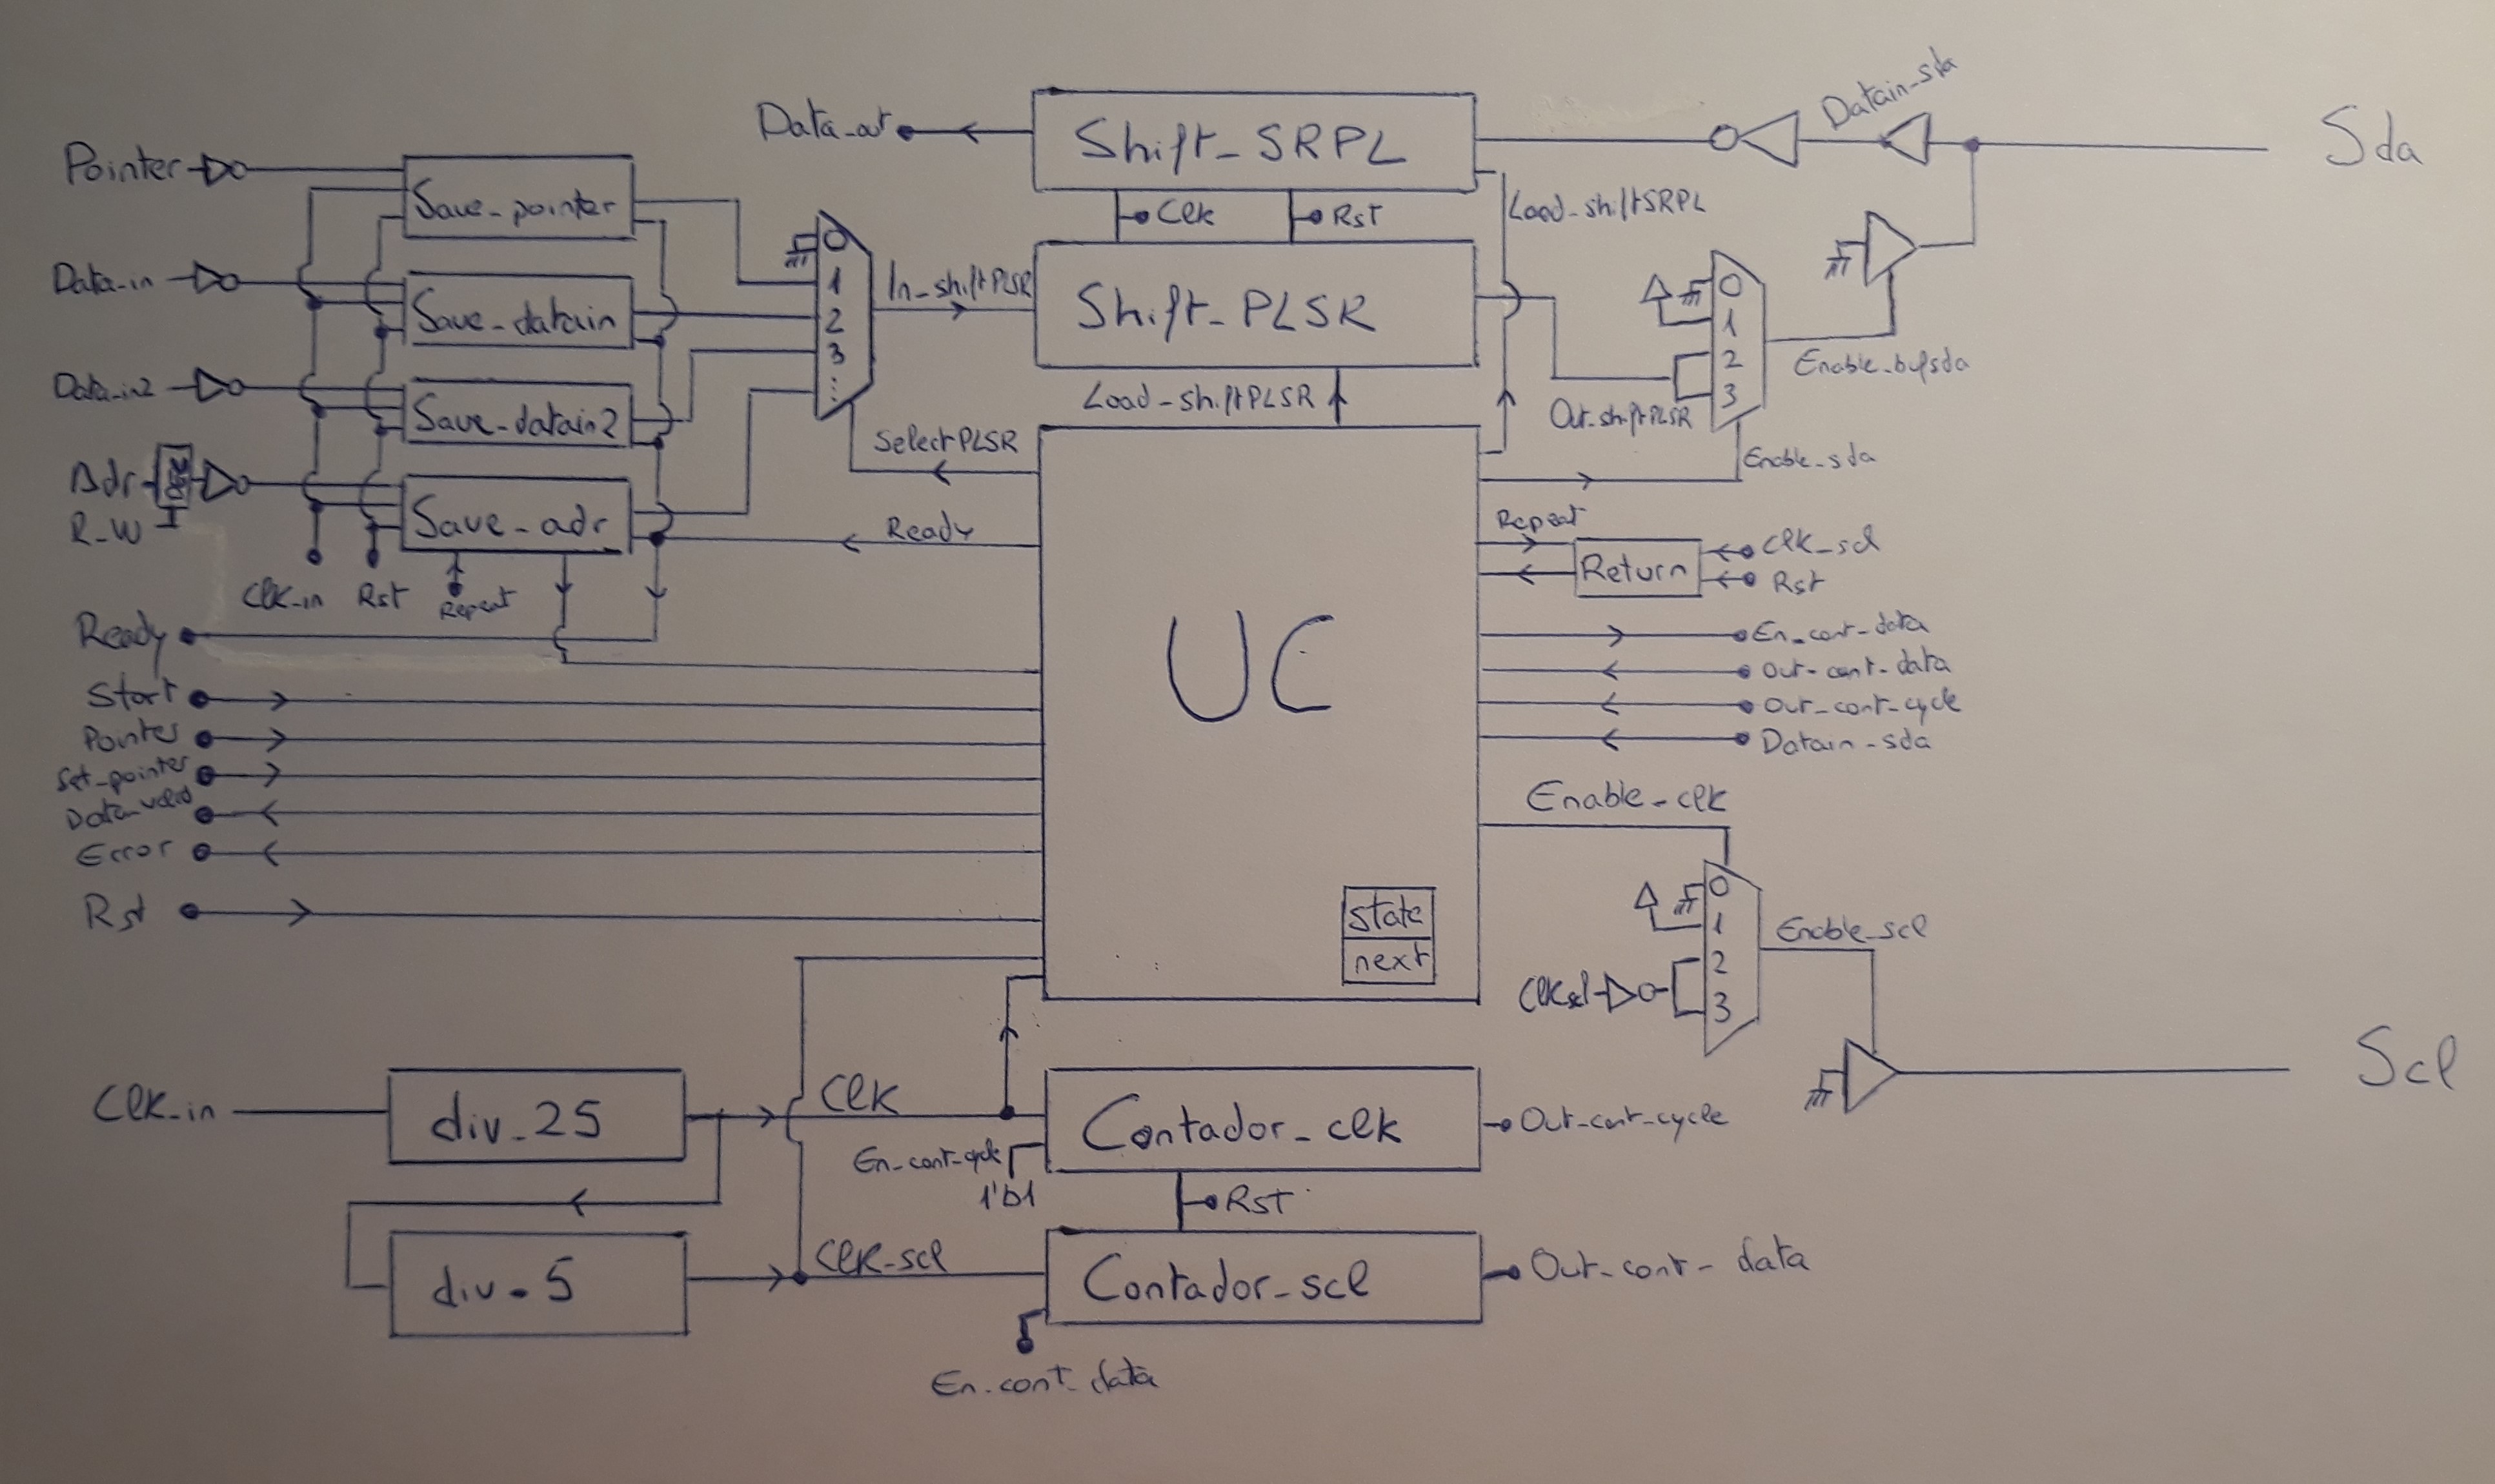 Data_out
Shift_SRPL
Datain_sda
Sda
Pointer
Save_pointer
Clk
Rst
Load_shiftSRPL
0
1
2
3
⋮
Data_in
Save_datain
In_shiftPLSR
Shift_PLSR
0
1
2
3
Enable_bufsda
Data_in2
Save_datain2
Load_shiftPLSR
Out_shiftPLSR
SelectPLSR
Enable_sda
Adr
R_W
Save_adr
Ready
Repeat
Clk_scl
Return
Rst
Clk_in
Rst
Repeat
Ready
UC
En_cont_data
Out_cont_data
Out_cont_cycle
Datain_sda
Start
Pointer
Set_pointer
Data_valid
Error
Rst
Enable_clk
0
1
2
3
state
next
Enable_scl
Clkscl
Scl
Clk_in
div_25
Clk
Contador_clk
Out_cont_cycle
En_cont_cycle
1'b1
Rst
div_5
Clk_scl
Contador_scl
Out_cont_data
En_cont_data